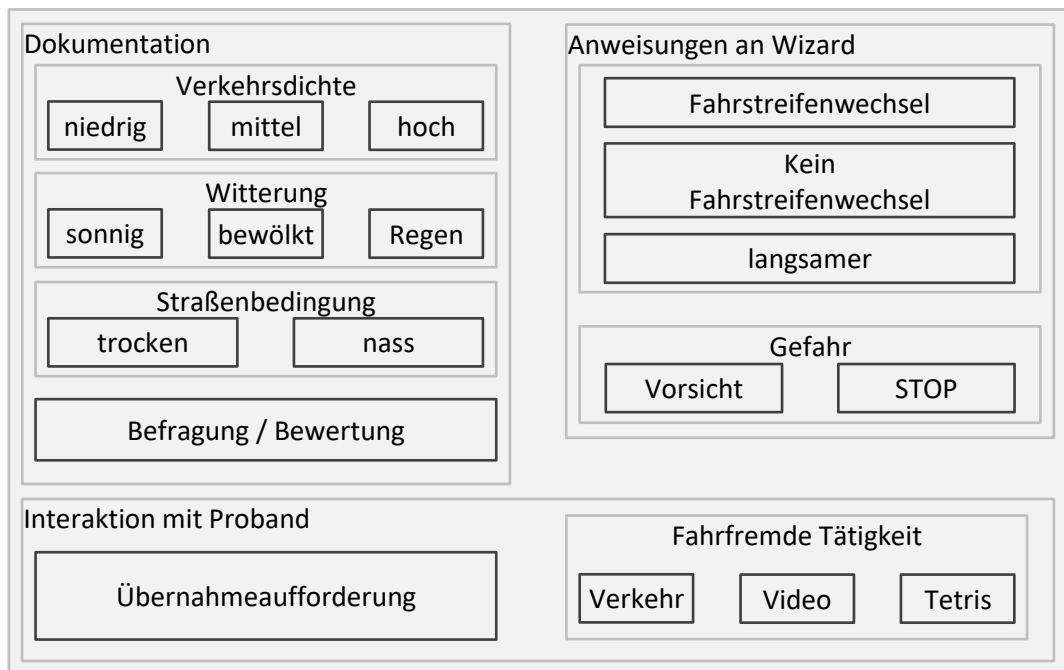 Dokumentation
Verkehrsdichte
niedrig
mittel
hoch
Witterung
sonnig
bewölkt
Regen
Straßenbedingung
trocken
nass
Befragung / Bewertung
Anweisungen an Wizard
Fahrstreifenwechsel
Kein
Fahrstreifenwechsel
langsamer
Gefahr
Vorsicht
STOP
Interaktion mit Proband
Übernahmeaufforderung
Fahrfremde Tätigkeit
Verkehr
Video
Tetris